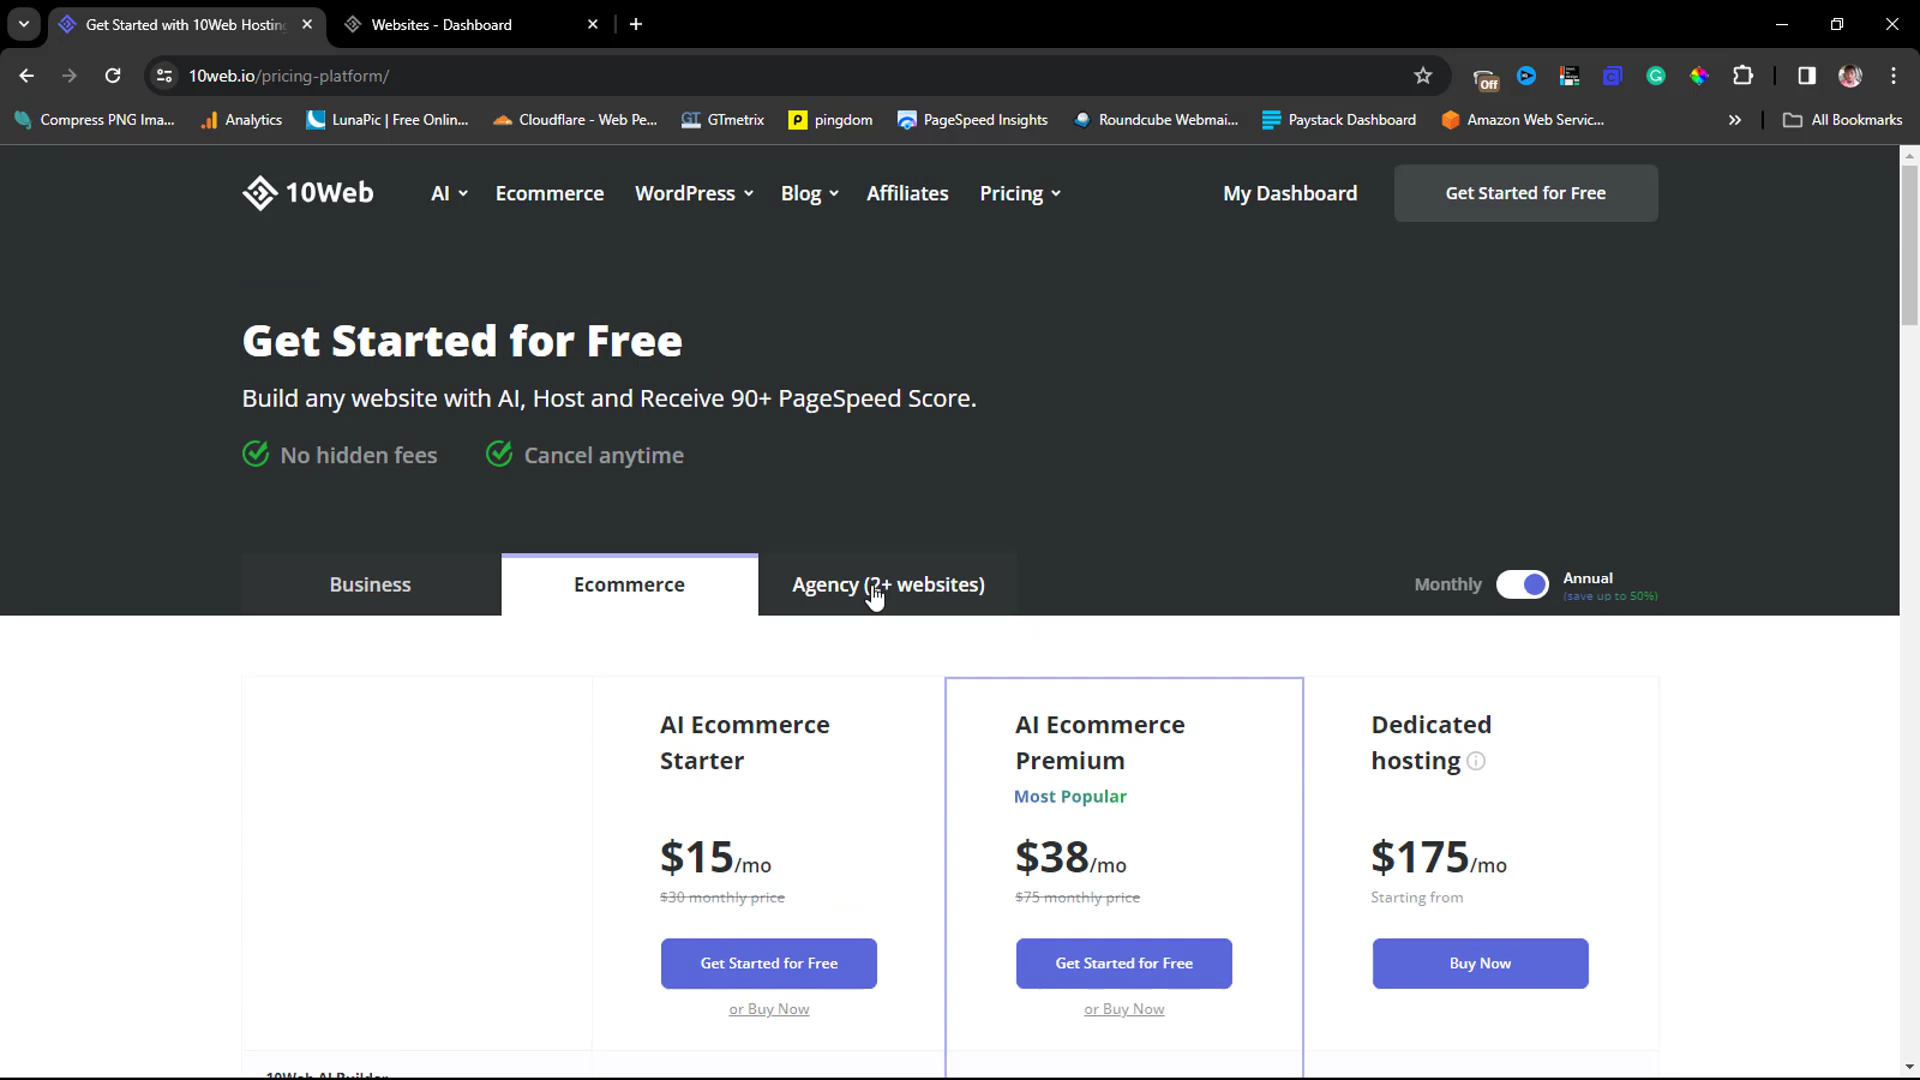 Get Started with 10Web Hostin
Websites - Dashboard
10web.io/pricing-platform/
Off
Compress PNG Ima...
Analytics
LunaPic | Free Onlin...
Cloudflare - Web Pe...
GT GTmetrix
pingdom
PageSpeed Insights
Roundcube Webmai...
Paystack Dashboard
Amazon Web Servic...
All Bookmarks
10Web
AI
Ecommerce
WordPress
Blog
Affiliates
Pricing
My Dashboard
Get Started for Free
Get Started for Free
Build any website with AI, Host and Receive 90+ PageSpeed Score.
No hidden fees
Cancel anytime
Business
Ecommerce
Agency (2+ websites)
Monthly
Annual
(save up to 50%)
AI Ecommerce
Starter
$15/mo
$30 monthly price
Get Started for Free
or Buy Now
AI Ecommerce
Premium
Most Popular
$38/mo
$75 monthly price
Get Started for Free
or Buy Now
Dedicated
hosting
$175/mo
Starting from
Buy Now
10Web AI Builder